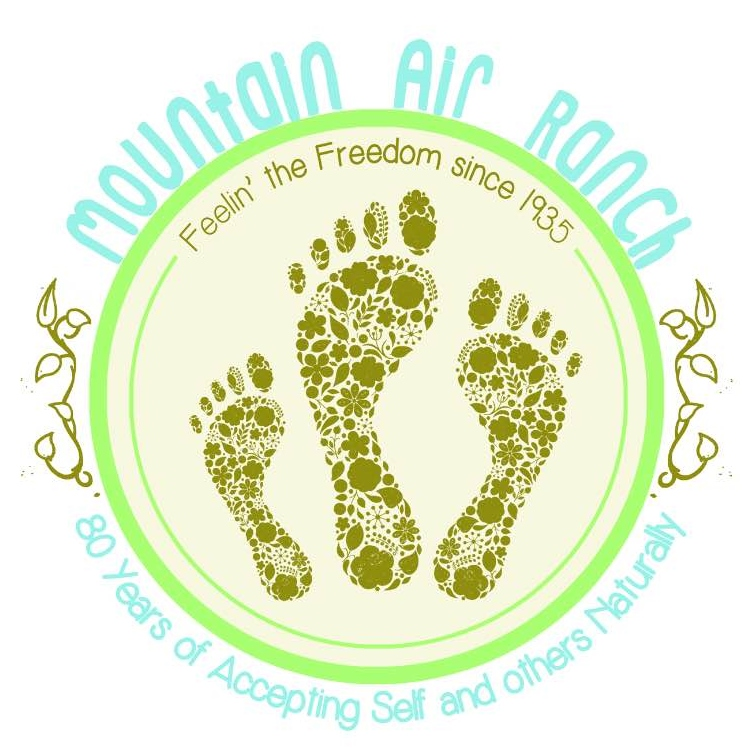 Mountain Air Ranch
Feelin' the Freedom since 1935
80 Years of Accepting Self and others Naturally